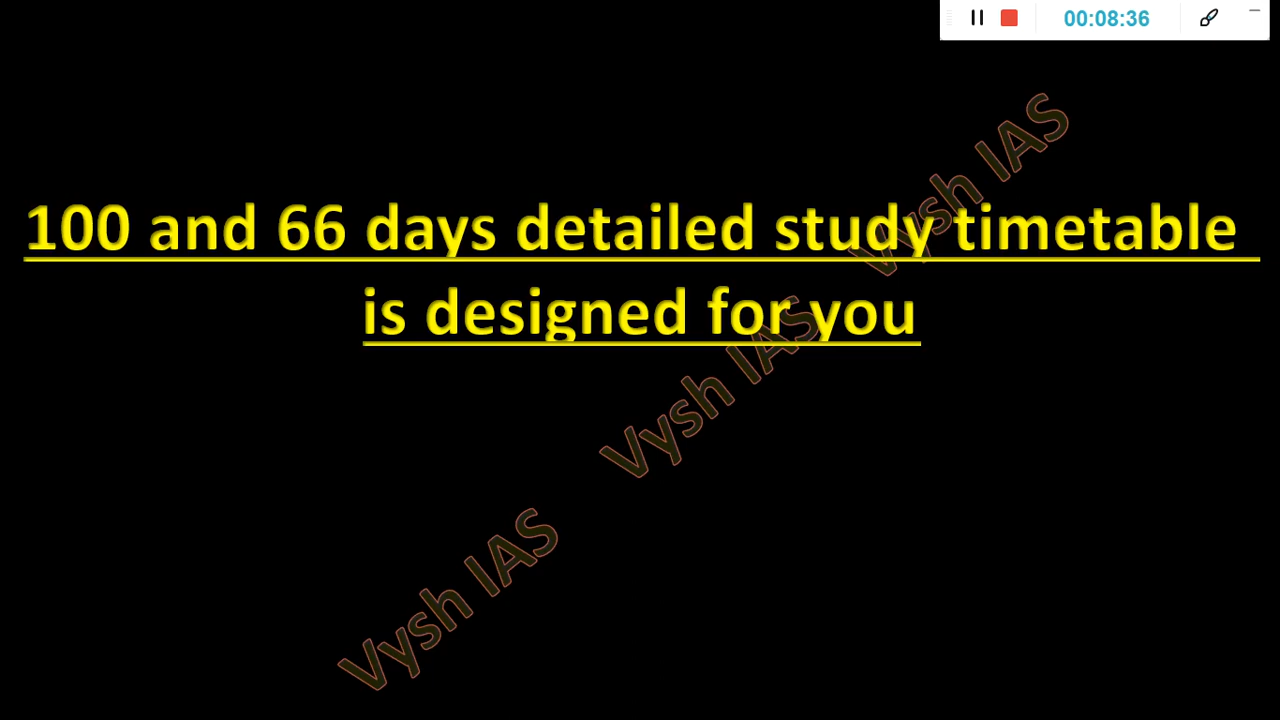 00:08:36
100 and 66 days detailed study timetable
is designed for you
Vysh IAS
Vysh IAS
Vysh IAS